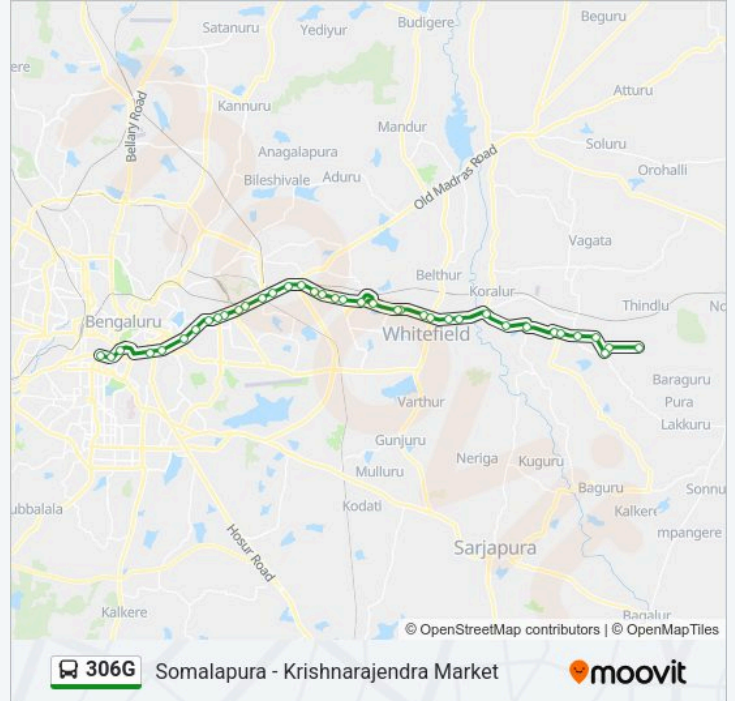 Satanuru
Yediyur
Budigere
Beguru
ere
Kannuru
Atturu
Mandur
Bellary Road
Soluru
Anagalapura
Old Madras Road
Orohalli
Bileshivale
Aduru
Vagata
Belthur
Koralur
Thindlu
No
Bengaluru
Whitefield
Baraguru
Pura
Varthur
Lakkuru
Gunjuru
Neriga
Kuguru
Mulluru
Baguru
Sonnu
ubbalala
Kodati
Kalkere
Hosur Road
mpangere
Sarjapura
Kalkere
Bagalur
© OpenStreetMap contributors | © OpenMapTiles
306G Somalapura - Krishnarajendra Market
moovit